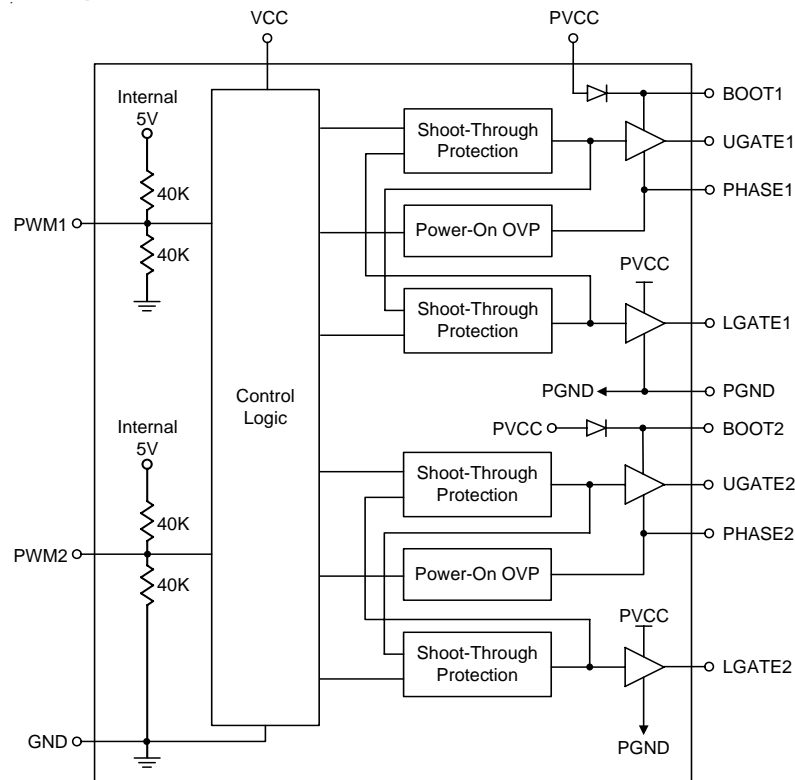 VCC
PVCC
Internal
5V
40K
PWM1
40K
Control
Logic
Shoot-Through
Protection
Power-On OVP
Shoot-Through
Protection
BOOT1
UGATE1
PHASE1
PVCC
LGATE1
PGND
PGND
Internal
5V
40K
PWM2
40K
GND
PVCC
BOOT2
Shoot-Through
Protection
UGATE2
PHASE2
Power-On OVP
PVCC
Shoot-Through
Protection
LGATE2
PGND